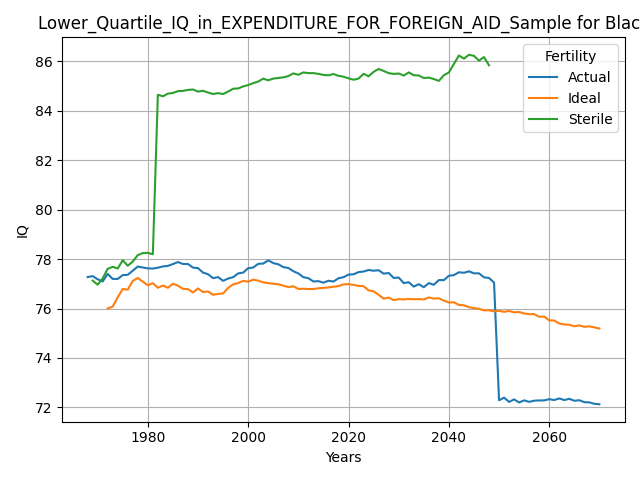 Lower_Quartile_IQ_in_EXPENDITURE_FOR_FOREIGN_AID_Sample for Blac
Fertility
Actual
Ideal
Sterile
IQ
86
84
82
80
78
76
74
72
1980 2000 2020 2040 2060
Years